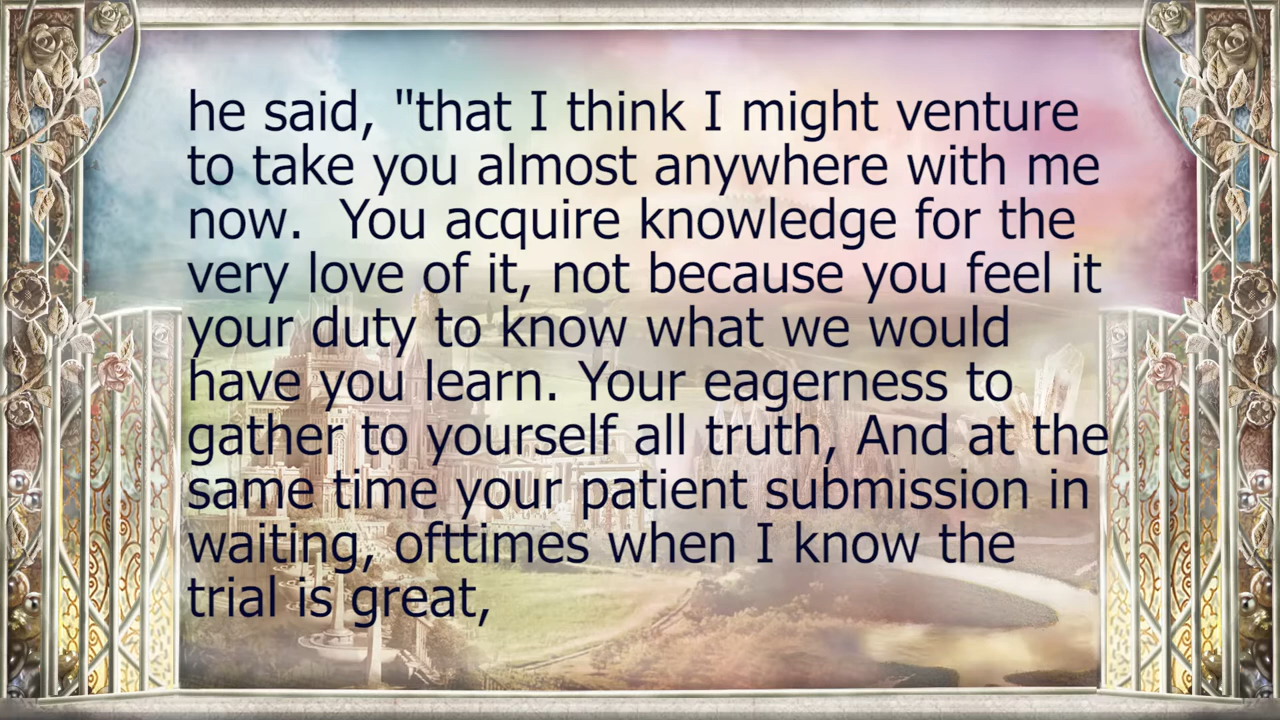 he said, "that I think I might venture
to take you almost anywhere with me
now.  You acquire knowledge for the
very love of it, not because you feel it
your duty to know what we would
have you learn. Your eagerness to
gather to yourself all truth, And at the
same time your patient submission in
waiting, ofttimes when I know the
trial is great,